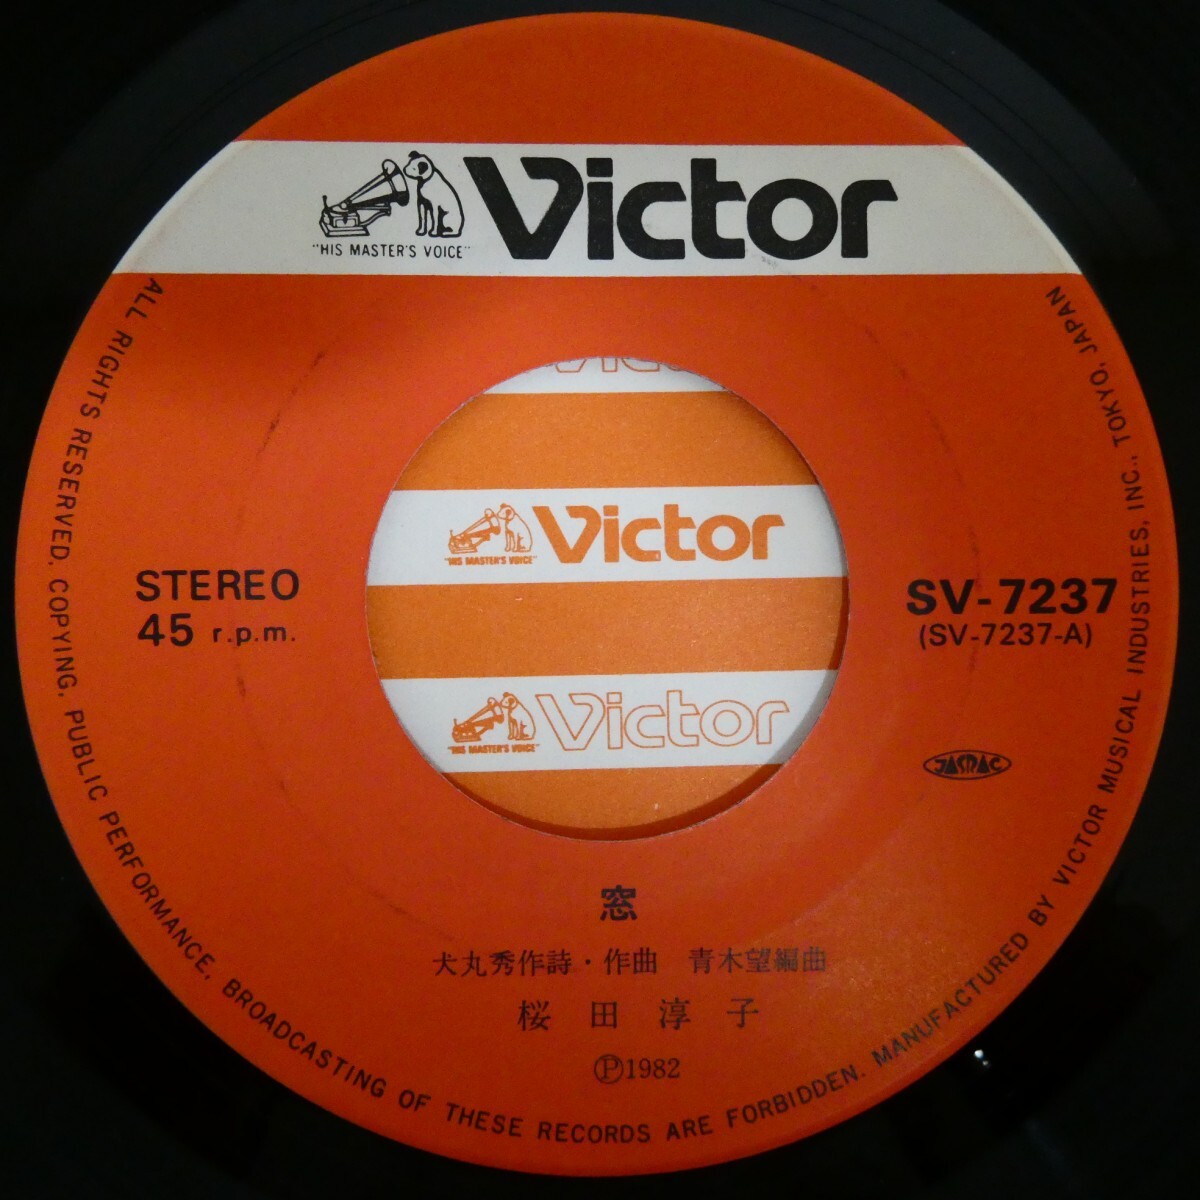 Victor
"HIS MASTER'S VOICE"
STEREO
45 r.p.m.
SV-7237
(SV-7237-A)
JASRAC
Victor
Victor
"HIS MASTER'S VOICE"
Victor
"HIS MASTER'S VOICE"
窓
犬丸秀作詩・作曲 青木望編曲
桜田淳子
Ⓟ1982
ALL RIGHTS RESERVED. COPYING, PUBLIC PERFORMANCE, BROADCASTING OF THESE RECORDS ARE FORBIDDEN. MANUFACTURED BY VICTOR MUSICAL INDUSTRIES, INC., TOKYO, JAPAN